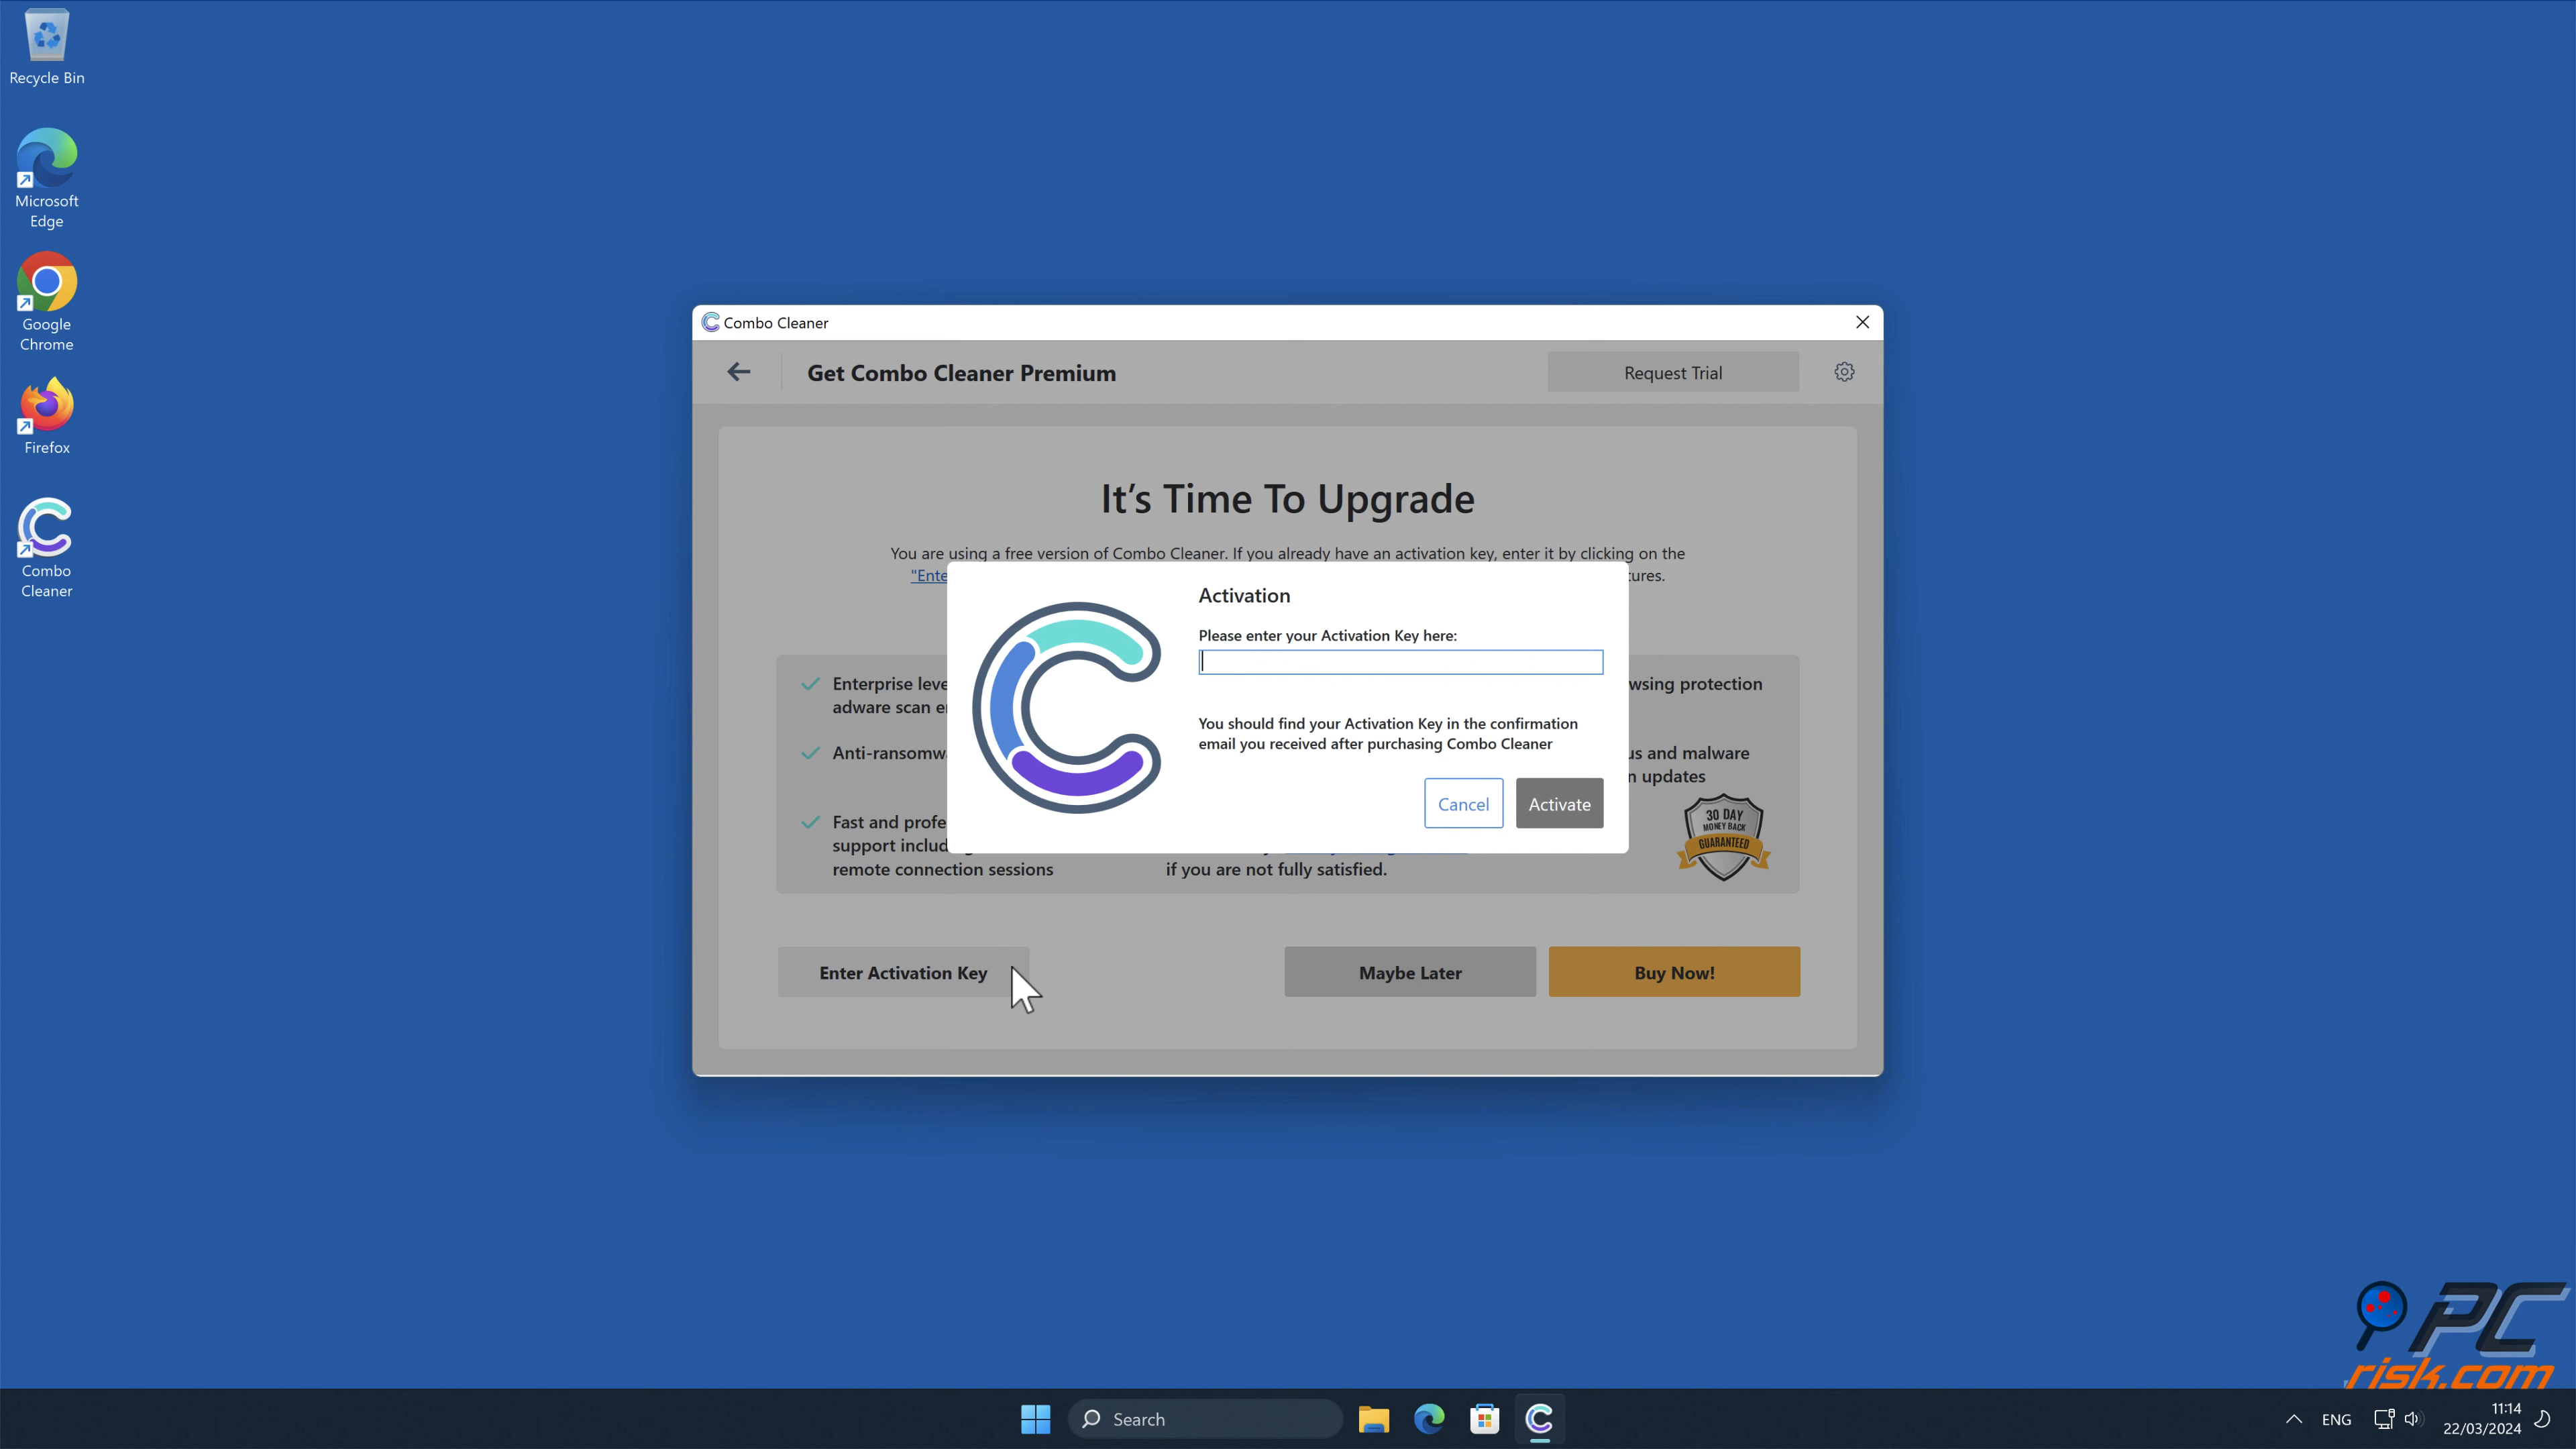 Recycle Bin
Microsoft
Edge
Google
Chrome
Firefox
Combo
Cleaner
Combo Cleaner
Get Combo Cleaner Premium
Request Trial
It's Time To Upgrade
You are using a free version of Combo Cleaner. If you already have an activation key, enter it by clicking on the
"Ente
tures.
Activation
Please enter your Activation Key here:
You should find your Activation Key in the confirmation
email you received after purchasing Combo Cleaner
Cancel
Activate
Enterprise leve
adware scan e
wsing protection
Anti-ransomw
us and malware
n updates
Fast and profe
support includ
remote connection sessions
if you are not fully satisfied.
30 DAY
MONEY BACK
GUARANTEED
Enter Activation Key
Maybe Later
Buy Now!
PC
risk.com
Search
ENG
11:14
22/03/2024